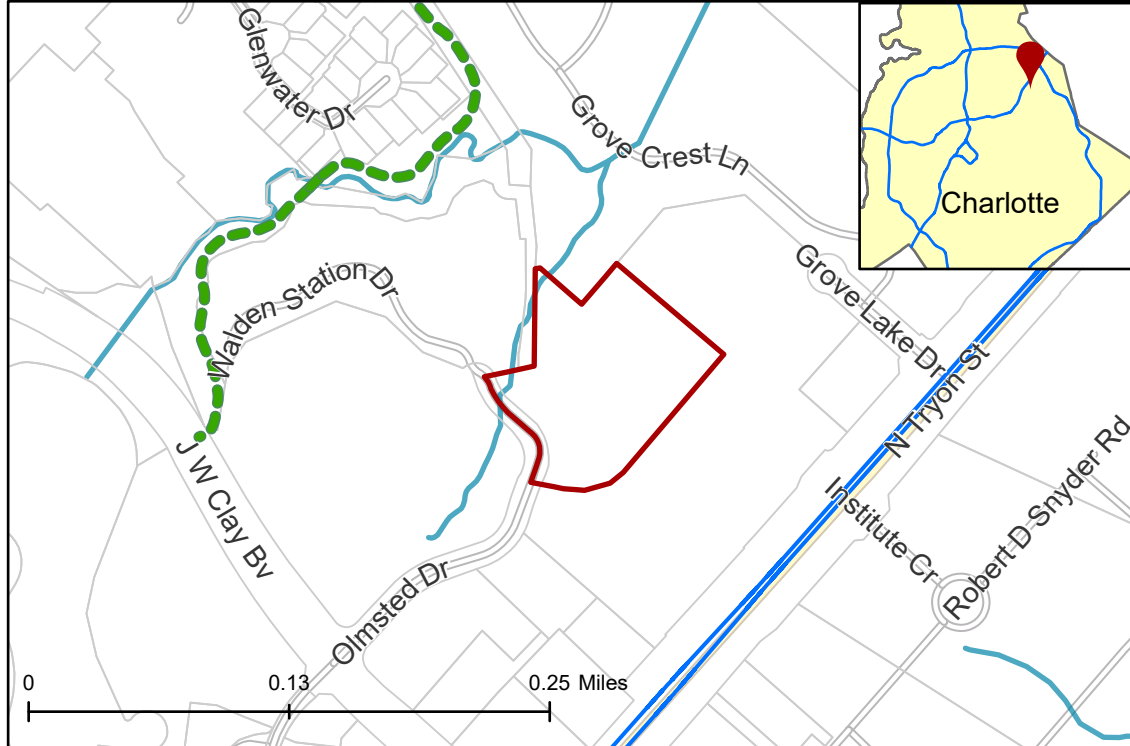 Glenwater Dr
Grove Crest Ln
Charlotte
Walden Station Dr
Grove Lake Dr
N Tryon St
J W Clay Bv
Institute Cr
Robert D Snyder Rd
Olmsted Dr
0
0.13
0.25 Miles